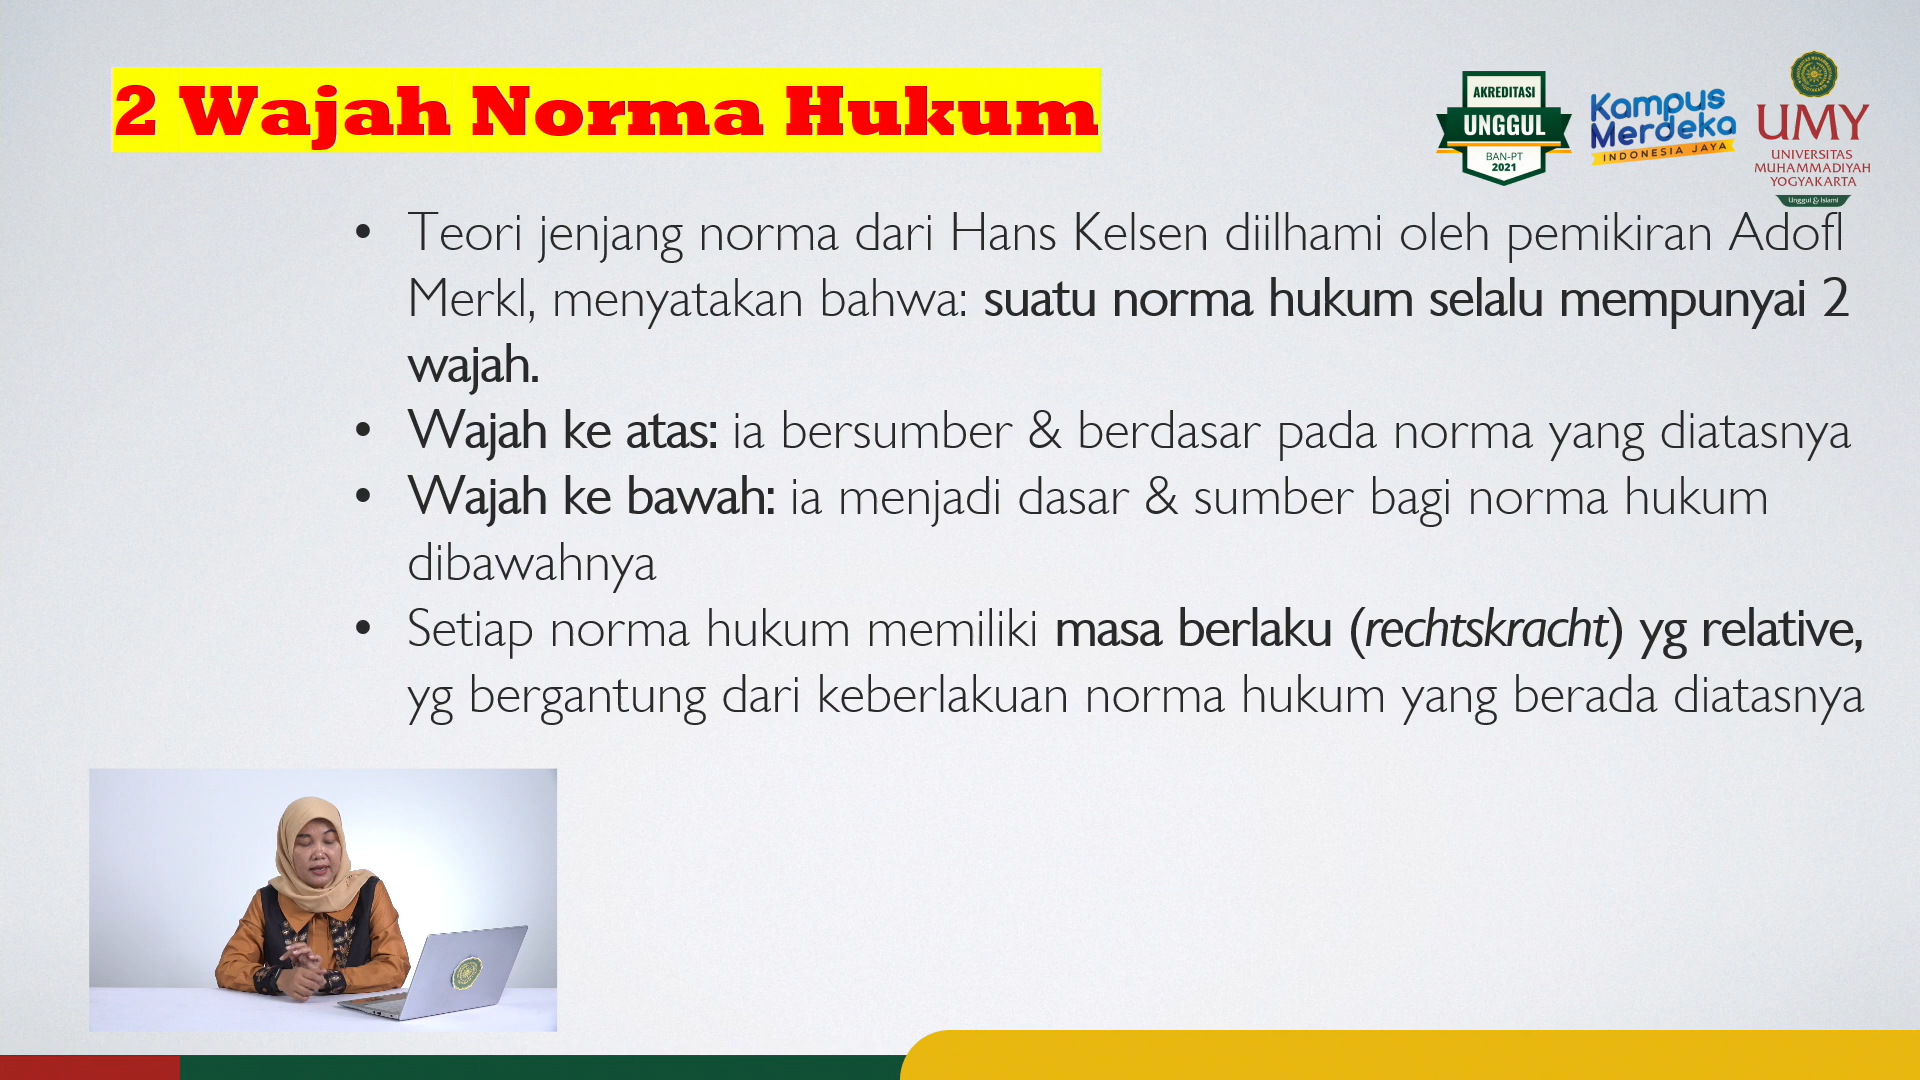 2 Wajah Norma Hukum
AKREDITASI
UNGGUL
BAN-PT
2021
Kampus
Merdeka
INDONESIA JAYA
UMY
UNIVERSITAS
MUHAMMADIYAH
YOGYAKARTA
Unggul & Islami
• Teori jenjang norma dari Hans Kelsen diilhami oleh pemikiran Adofl
Merkl, menyatakan bahwa: suatu norma hukum selalu mempunyai 2
wajah.
• Wajah ke atas: ia bersumber & berdasar pada norma yang diatasnya
• Wajah ke bawah: ia menjadi dasar & sumber bagi norma hukum
dibawahnya
• Setiap norma hukum memiliki masa berlaku (rechtskracht) yg relative,
yg bergantung dari keberlakuan norma hukum yang berada diatasnya